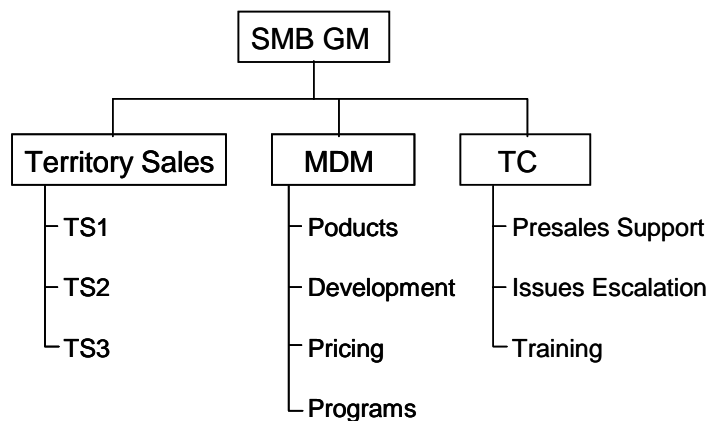 SMB GM
Territory Sales
MDM
TC
TS1
Poducts
Presales Support
TS2
Development
Issues Escalation
TS3
Pricing
Training
Programs